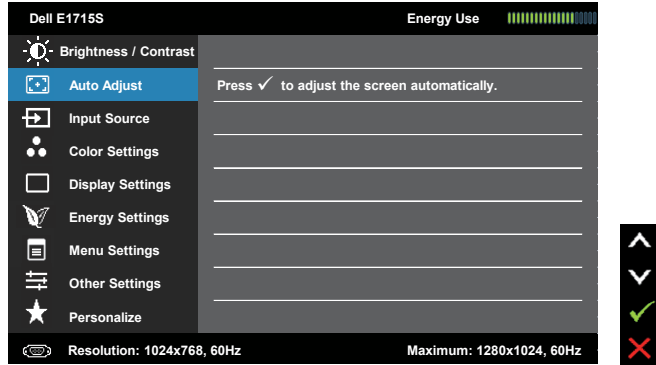 Dell E1715S Energy Use
Brightness / Contrast
Auto Adjust Press ✓ to adjust the screen automatically.
Input Source
Color Settings
Display Settings
Energy Settings
Menu Settings
Other Settings
Personalize
Resolution: 1024x768, 60Hz Maximum: 1280x1024, 60Hz